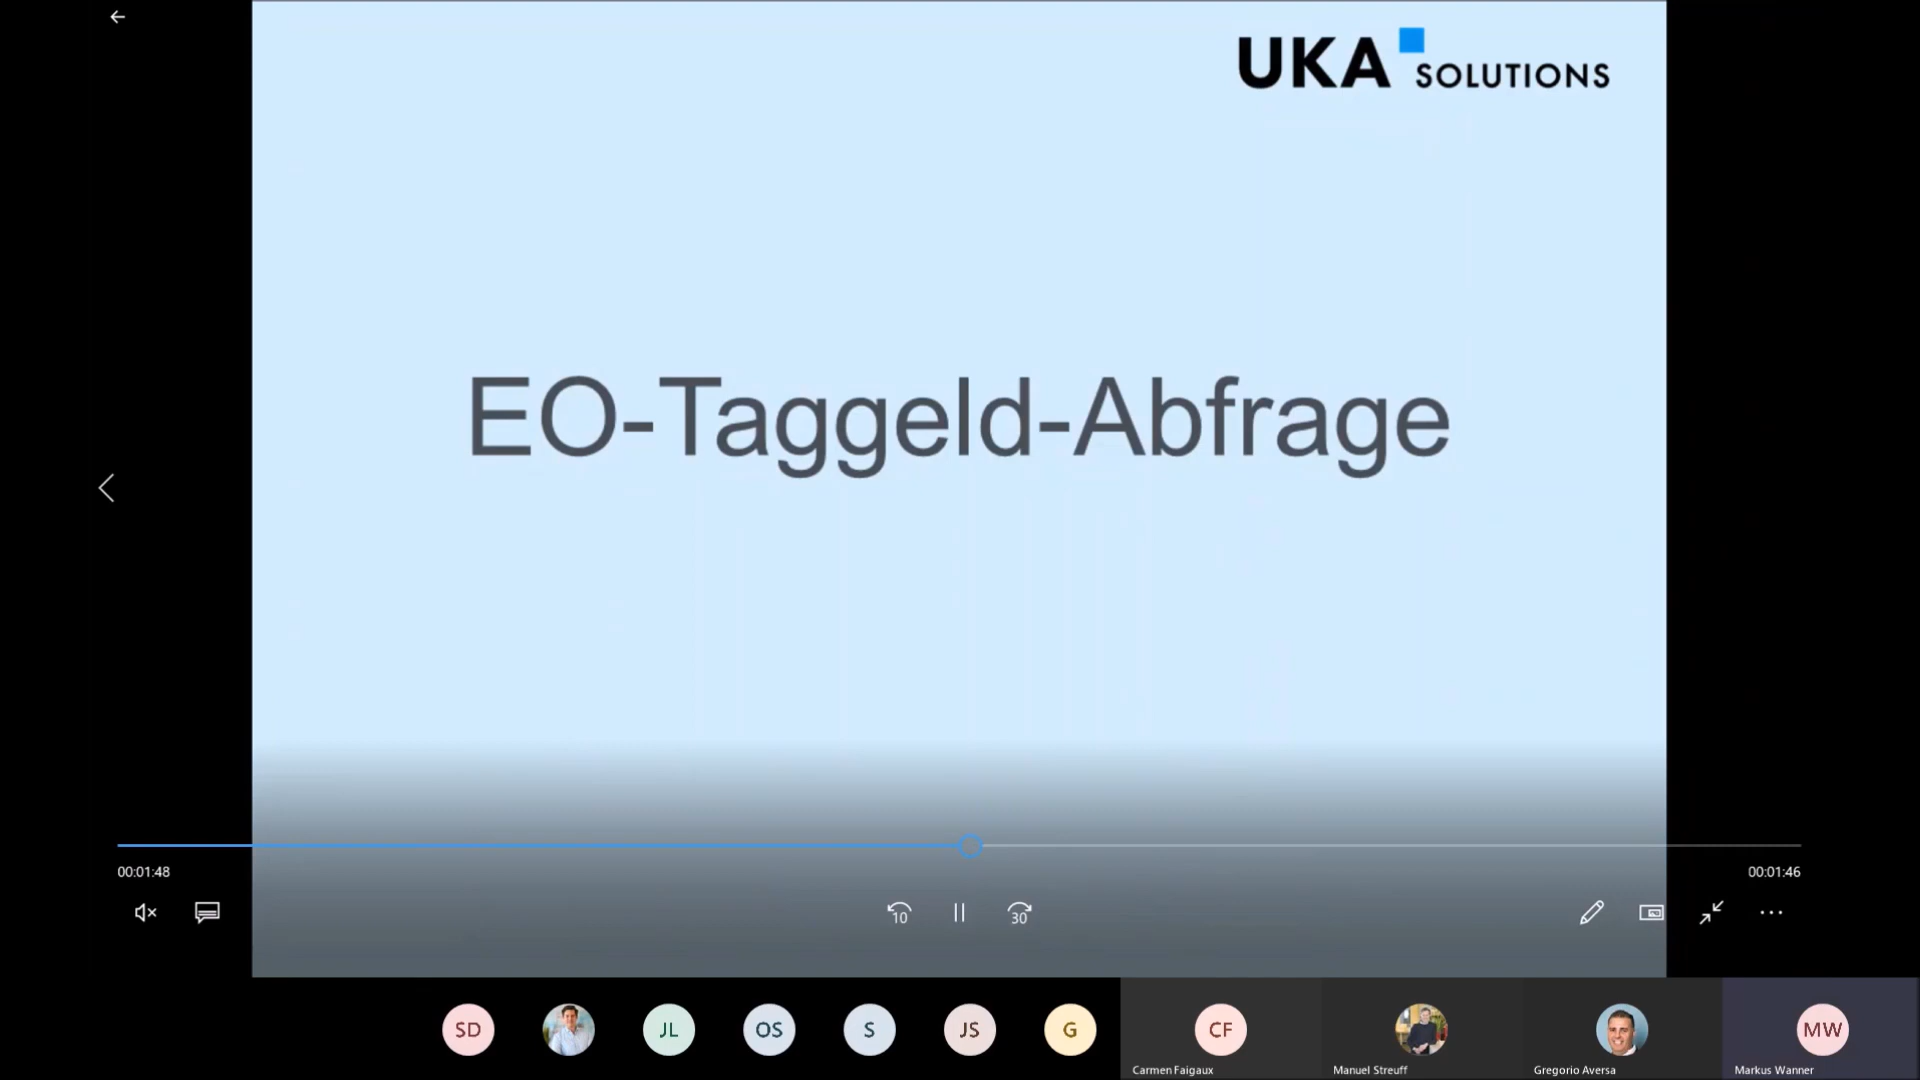 UKA SOLUTIONS
EO-Taggeld-Abfrage
00:01:48
00:01:46
10
30
SD
JL
OS
S
JS
G
CF
MW
Carmen Faigaux
Manuel Streuff
Gregorio Aversa
Markus Wanner